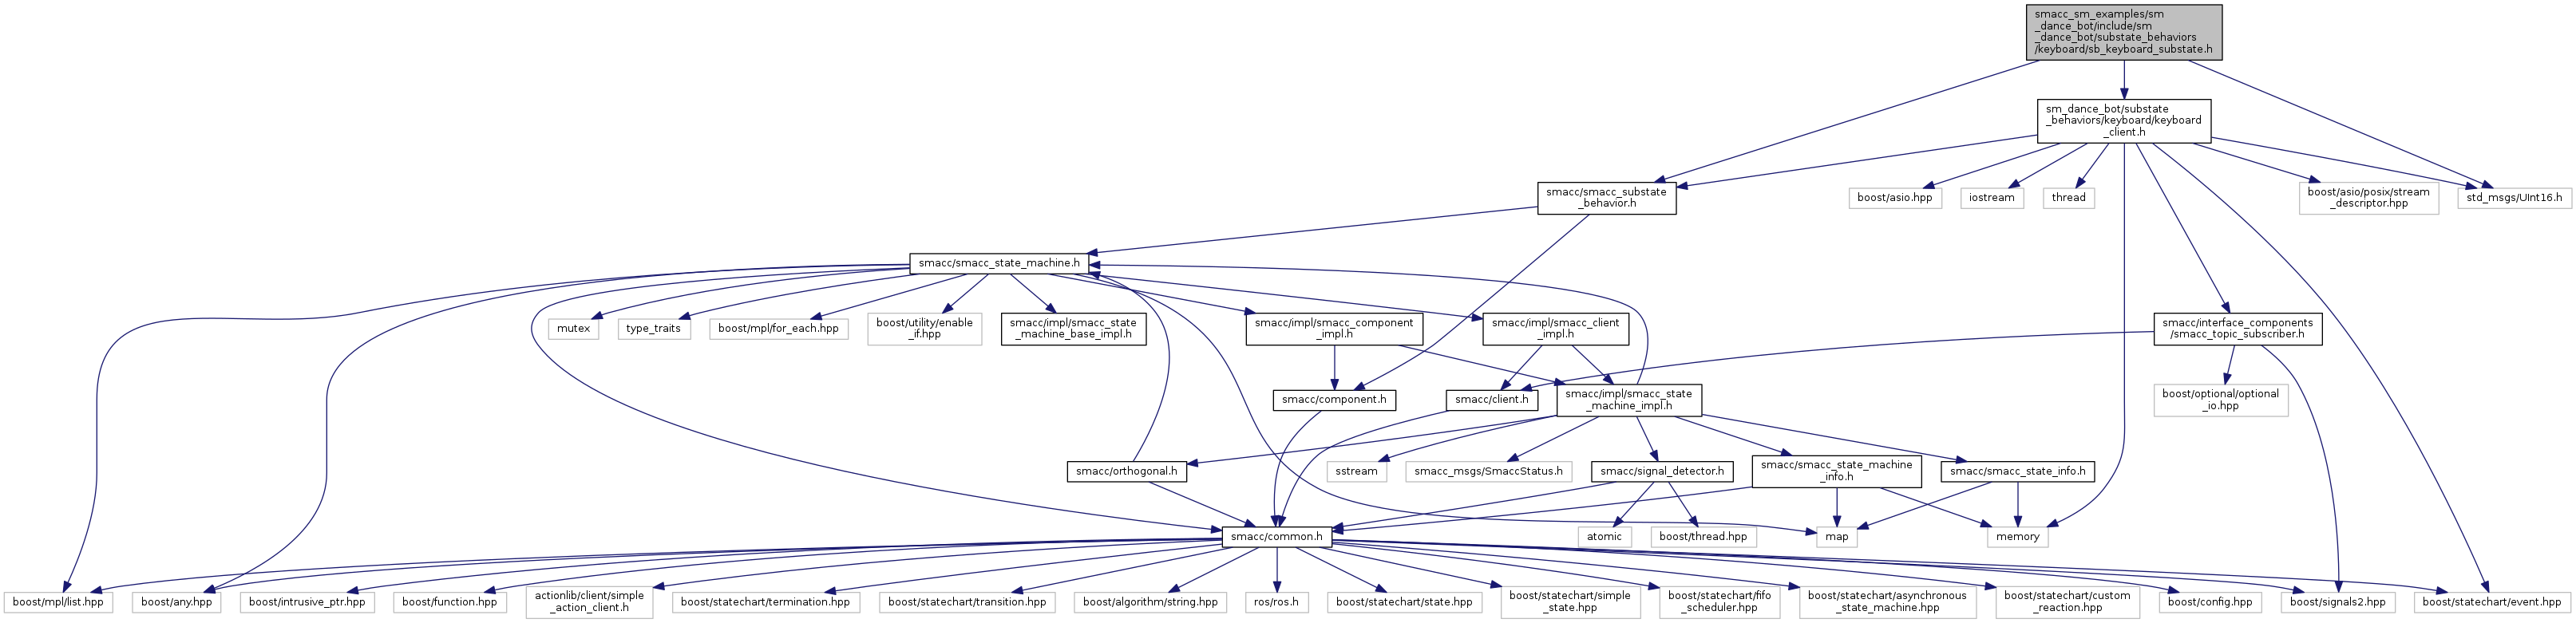 smacc_sm_examples/sm
_dance_bot/include/sm
_dance_bot/substate_behaviors
/keyboard/sb_keyboard_substate.h
sm_dance_bot/substate
_behaviors/keyboard/keyboard
_client.h
smacc/smacc_substate
_behavior.h
boost/asio.hpp
iostream
thread
boost/asio/posix/stream
_descriptor.hpp
std_msgs/UInt16.h
smacc/smacc_state_machine.h
mutex
type_traits
boost/mpl/for_each.hpp
boost/utility/enable
_if.hpp
smacc/impl/smacc_state
_machine_base_impl.h
smacc/impl/smacc_component
_impl.h
smacc/impl/smacc_client
_impl.h
smacc/interface_components
/smacc_topic_subscriber.h
smacc/component.h
smacc/client.h
smacc/impl/smacc_state
_machine_impl.h
boost/optional/optional
_io.hpp
smacc/orthogonal.h
sstream
smacc_msgs/SmaccStatus.h
smacc/signal_detector.h
smacc/smacc_state_machine
_info.h
smacc/smacc_state_info.h
smacc/common.h
atomic
boost/thread.hpp
map
memory
boost/mpl/list.hpp
boost/any.hpp
boost/intrusive_ptr.hpp
boost/function.hpp
actionlib/client/simple
_action_client.h
boost/statechart/termination.hpp
boost/statechart/transition.hpp
boost/algorithm/string.hpp
ros/ros.h
boost/statechart/state.hpp
boost/statechart/simple
_state.hpp
boost/statechart/fifo
_scheduler.hpp
boost/statechart/asynchronous
_state_machine.hpp
boost/statechart/custom
_reaction.hpp
boost/config.hpp
boost/signals2.hpp
boost/statechart/event.hpp